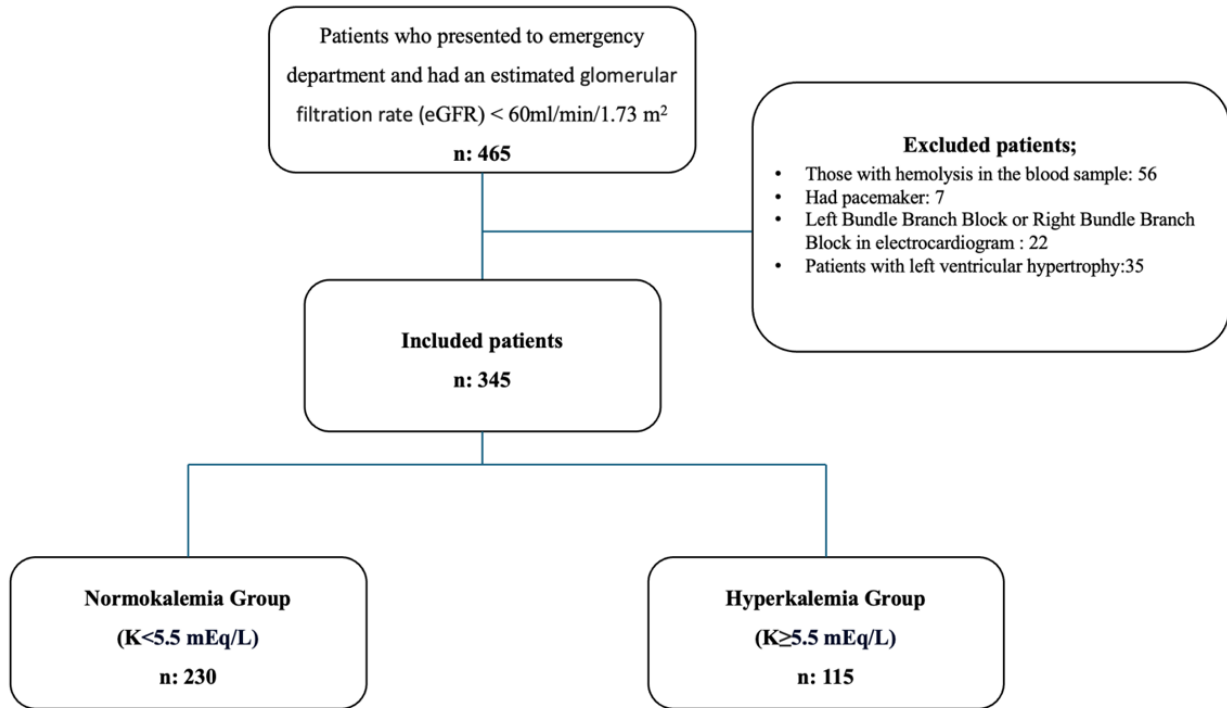 Patients who presented to emergency
department and had an estimated glomerular
filtration rate (eGFR) < 60ml/min/1.73 m²
n: 465
Excluded patients;
• Those with hemolysis in the blood sample: 56
• Had pacemaker: 7
• Left Bundle Branch Block or Right Bundle Branch
Block in electrocardiogram : 22
• Patients with left ventricular hypertrophy:35
Included patients
n: 345
Normokalemia Group
(K<5.5 mEq/L)
n: 230
Hyperkalemia Group
(K≥5.5 mEq/L)
n: 115